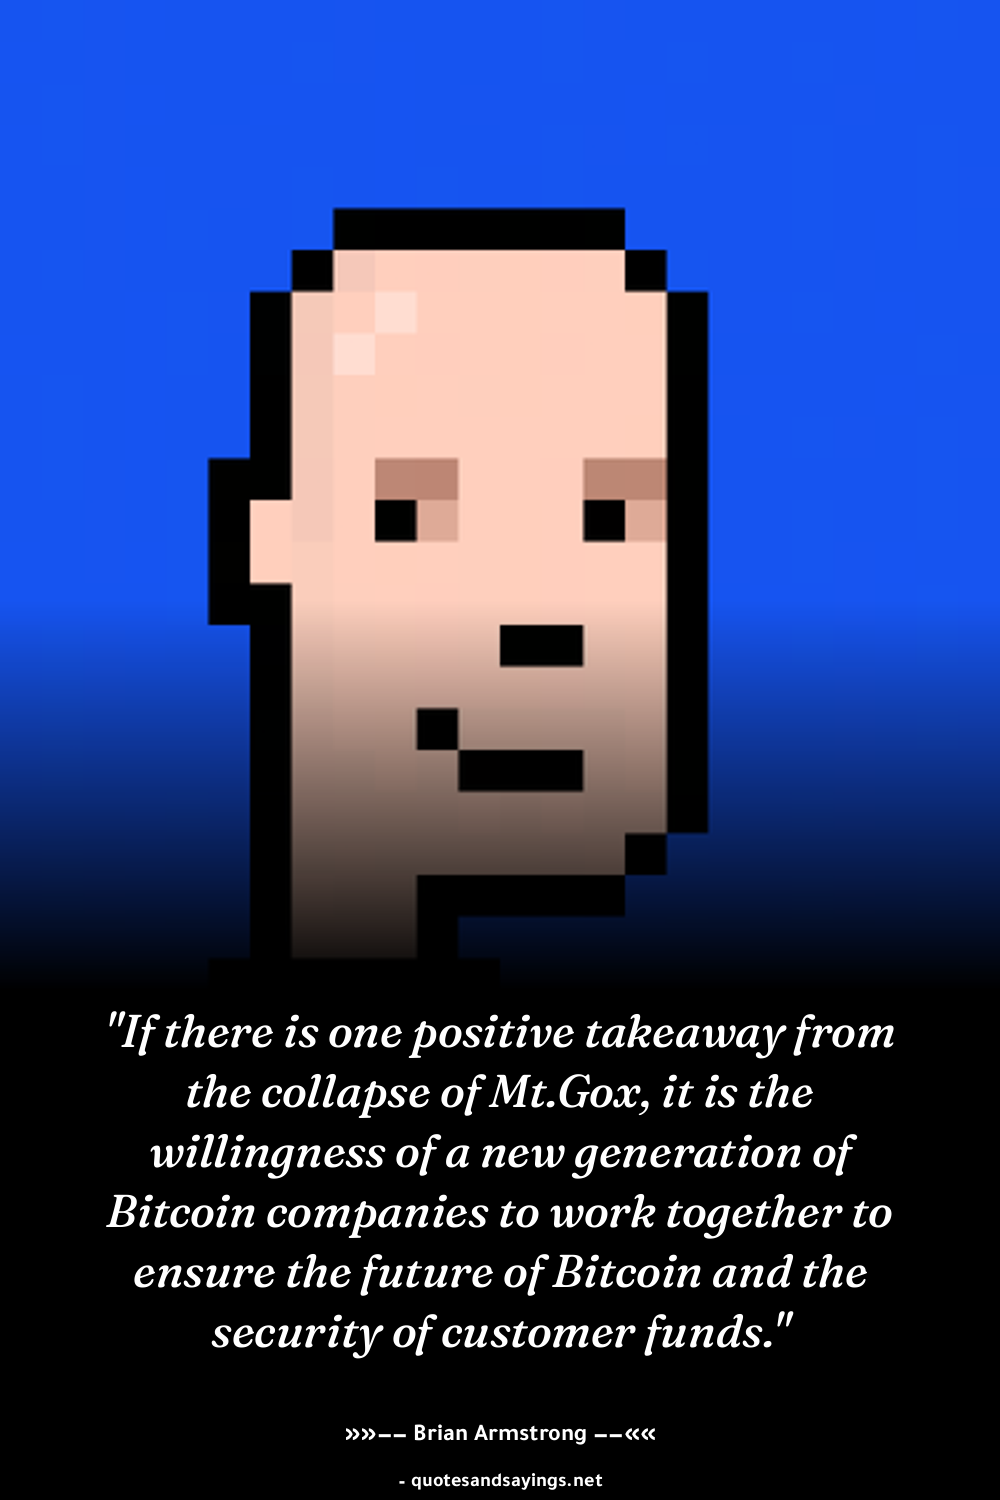 "If there is one positive takeaway from
the collapse of Mt.Gox, it is the
willingness of a new generation of
Bitcoin companies to work together to
ensure the future of Bitcoin and the
security of customer funds."
»»−− Brian Armstrong −−««
- quotesandsayings.net